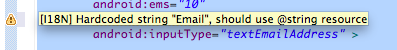 android:ems="10"
[I18N] Hardcoded string "Email", should use @string resource
android:inputType="textEmailAddress" >